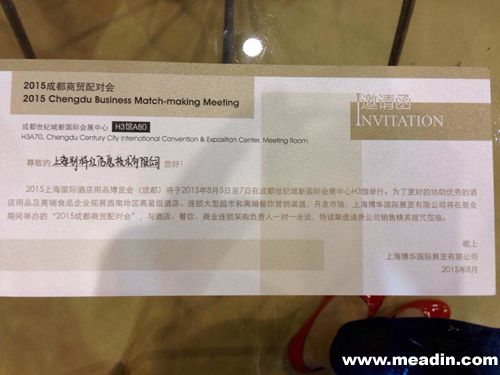 2015成都商贸配对会
2015 Chengdu Business Match-making Meeting
邀请函
INVITATION
成都世纪城新国际会展中心 H3馆A80
H3A70, Chengdu Century City International Convention & Exposition Center, Meeting Room
尊敬的 上海 信息技术有限公司 您好!
2015上海国际酒店用品博览会（成都）将于2015年8月5日至7日在成都世纪城新国际会展中心H3馆举行。为了更好的协助优秀的酒
店用品及高端食品企业拓展西南地区高星级酒店、连锁大型超市和高端餐饮营销渠道，开发市场，上海博华国际展览有限公司将在展会
期间举办的“2015成都商贸配对会”，与酒店、餐饮、商业连锁采购负责人一对一洽谈，特诚挚邀请贵公司销售精英拨冗莅临。
敬上
上海博华国际展览有限公司
2015年8月
www.meadin.com